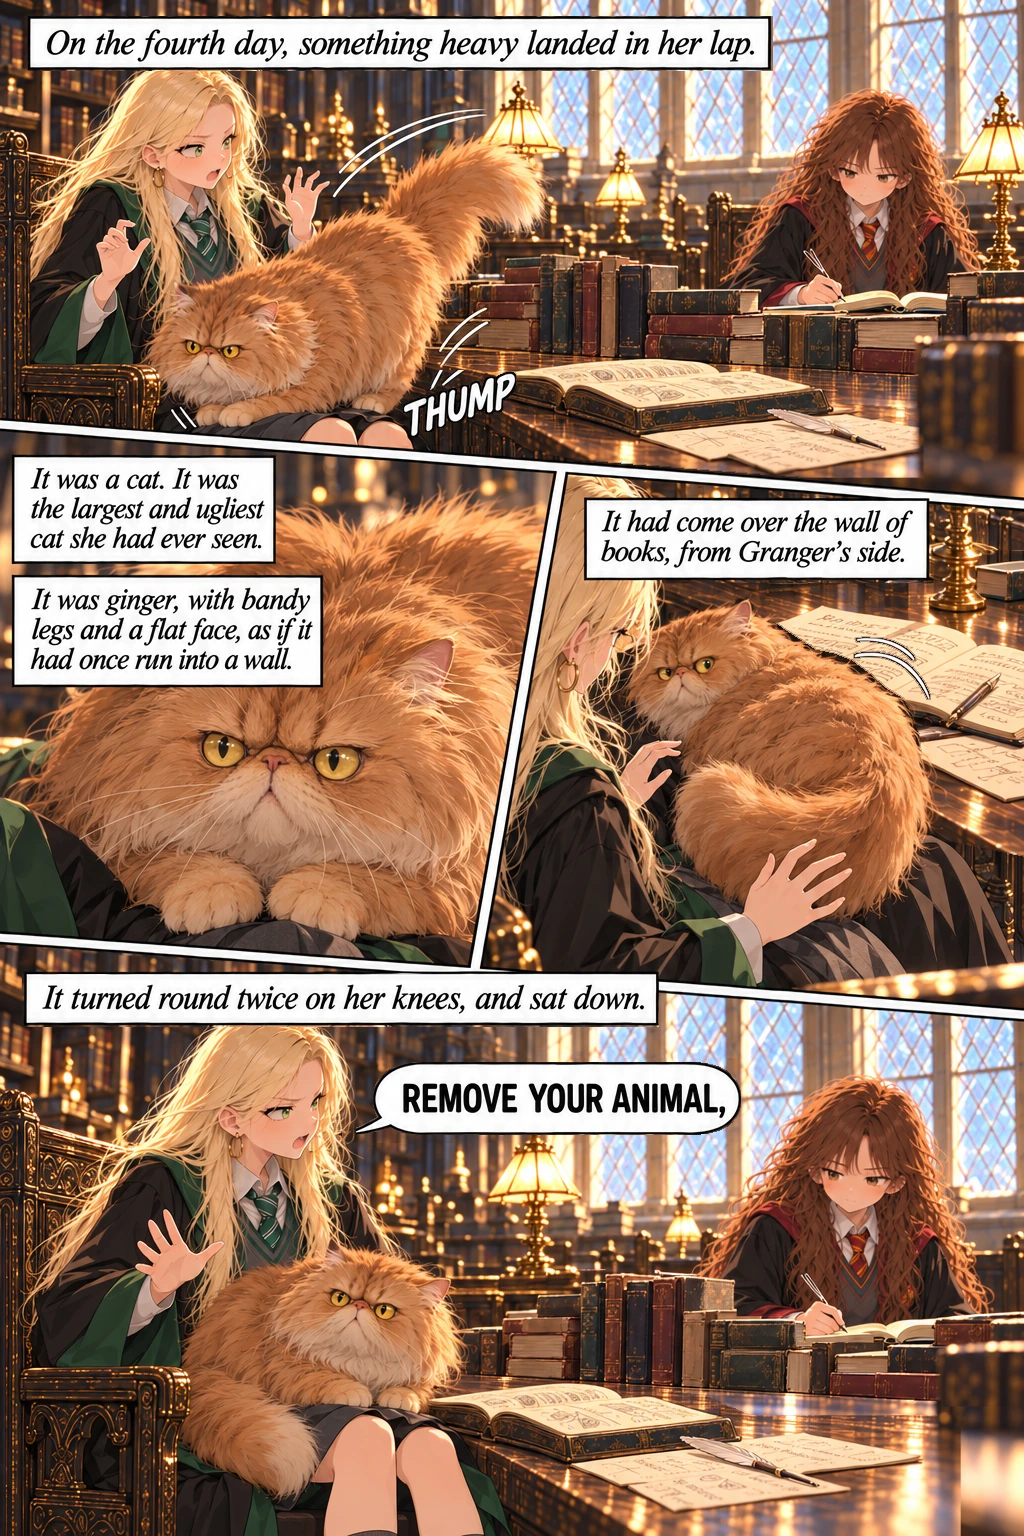 On the fourth day, something heavy landed in her lap.
THUMP
It was a cat. It was
the largest and ugliest
cat she had ever seen.
It was ginger, with bandy
legs and a flat face, as if it
had once run into a wall.
It had come over the wall of
books, from Granger's side.
It turned round twice on her knees, and sat down.
REMOVE YOUR ANIMAL,